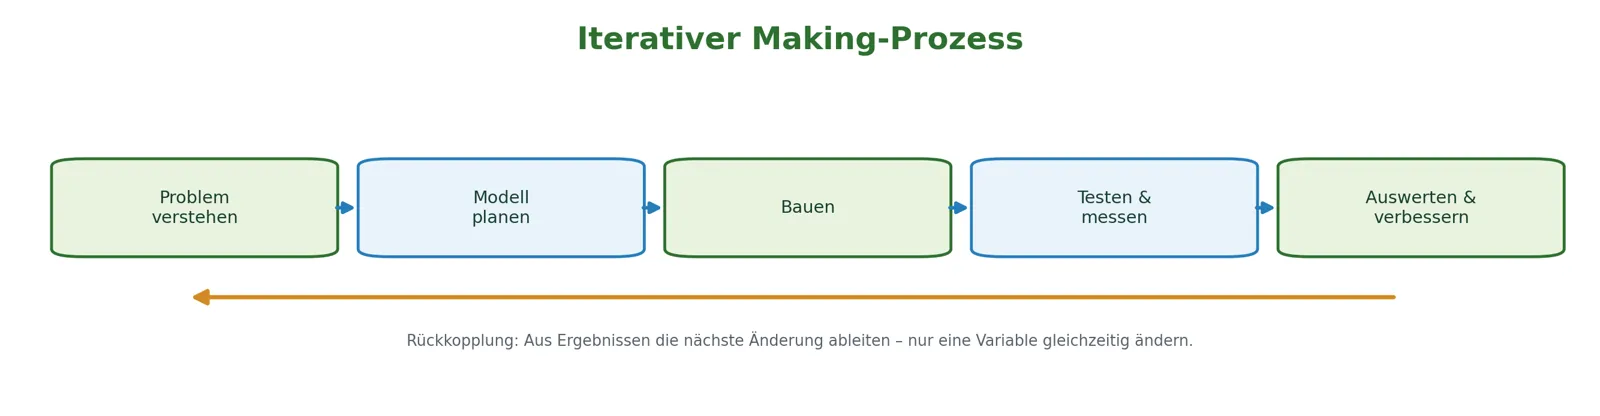 Iterativer Making-Prozess
Problem
verstehen
Modell
planen
Bauen
Testen &
messen
Auswerten &
verbessern
Rückkopplung: Aus Ergebnissen die nächste Änderung ableiten – nur eine Variable gleichzeitig ändern.